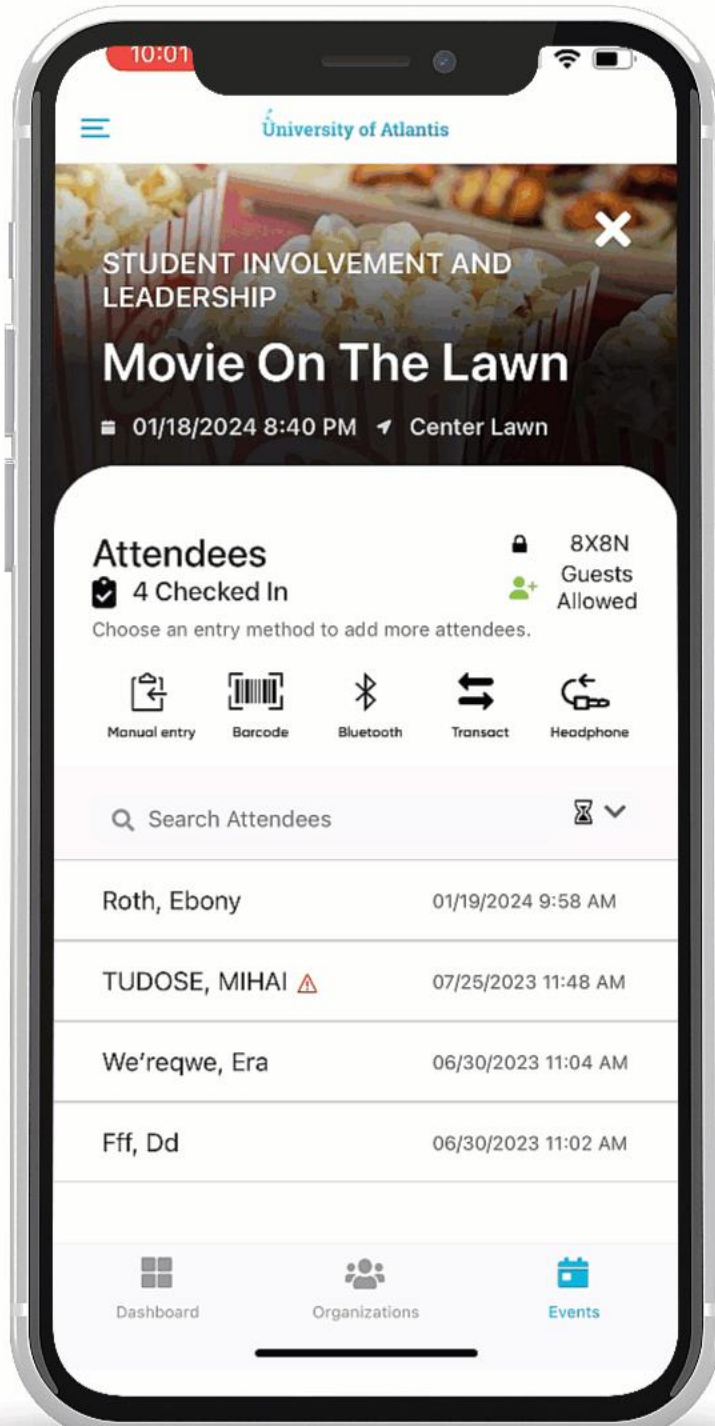 10:01
University of Atlantis
STUDENT INVOLVEMENT AND
LEADERSHIP
Movie On The Lawn
01/18/2024 8:40 PM Center Lawn
Attendees
8X8N
4 Checked In
Guests
Allowed
Choose an entry method to add more attendees.
Manual entry Barcode Bluetooth Transact Headphone
Search Attendees
Roth, Ebony 01/19/2024 9:58 AM
TUDOSE, MIHAI 07/25/2023 11:48 AM
We'reqwe, Era 06/30/2023 11:04 AM
Fff, Dd 06/30/2023 11:02 AM
Dashboard Organizations Events